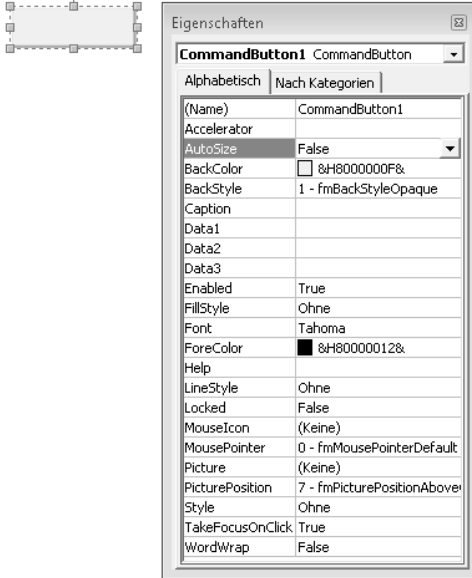 Eigenschaften
CommandButton1 CommandButton
Alphabetisch Nach Kategorien
(Name) CommandButton1
Accelerator
AutoSize False
BackColor &H8000000F&
BackStyle 1 - fmBackStyleOpaque
Caption
Data1
Data2
Data3
Enabled True
FillStyle Ohne
Font Tahoma
ForeColor &H80000012&
Help
LineStyle Ohne
Locked False
MouseIcon (Keine)
MousePointer 0 - fmMousePointerDefault
Picture (Keine)
PicturePosition 7 - fmPicturePositionAbove
Style Ohne
TakeFocusOnClick True
WordWrap False